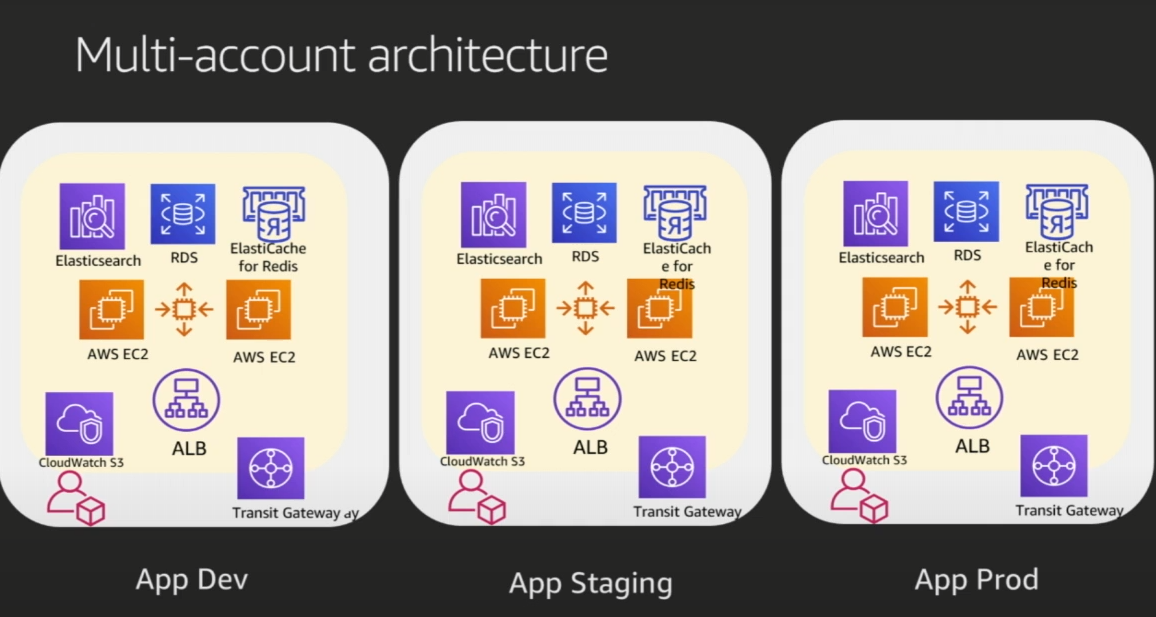 Multi-account architecture
Elasticsearch
RDS
ElastiCache
for Redis
AWS EC2
AWS EC2
ALB
CloudWatch S3
Transit Gateway ay
App Dev
Elasticsearch
RDS
ElastiCach
e for
Redis
AWS EC2
AWS EC2
ALB
CloudWatch S3
Transit Gateway
App Staging
Elasticsearch
RDS
ElastiCach
e for
Redis
AWS EC2
AWS EC2
ALB
CloudWatch S3
Transit Gateway
App Prod